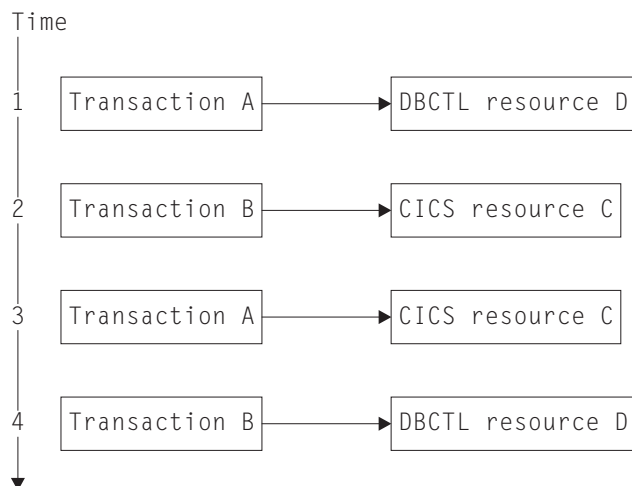 Time
1 Transaction A DBCTL resource D
2 Transaction B CICS resource C
3 Transaction A CICS resource C
4 Transaction B DBCTL resource D